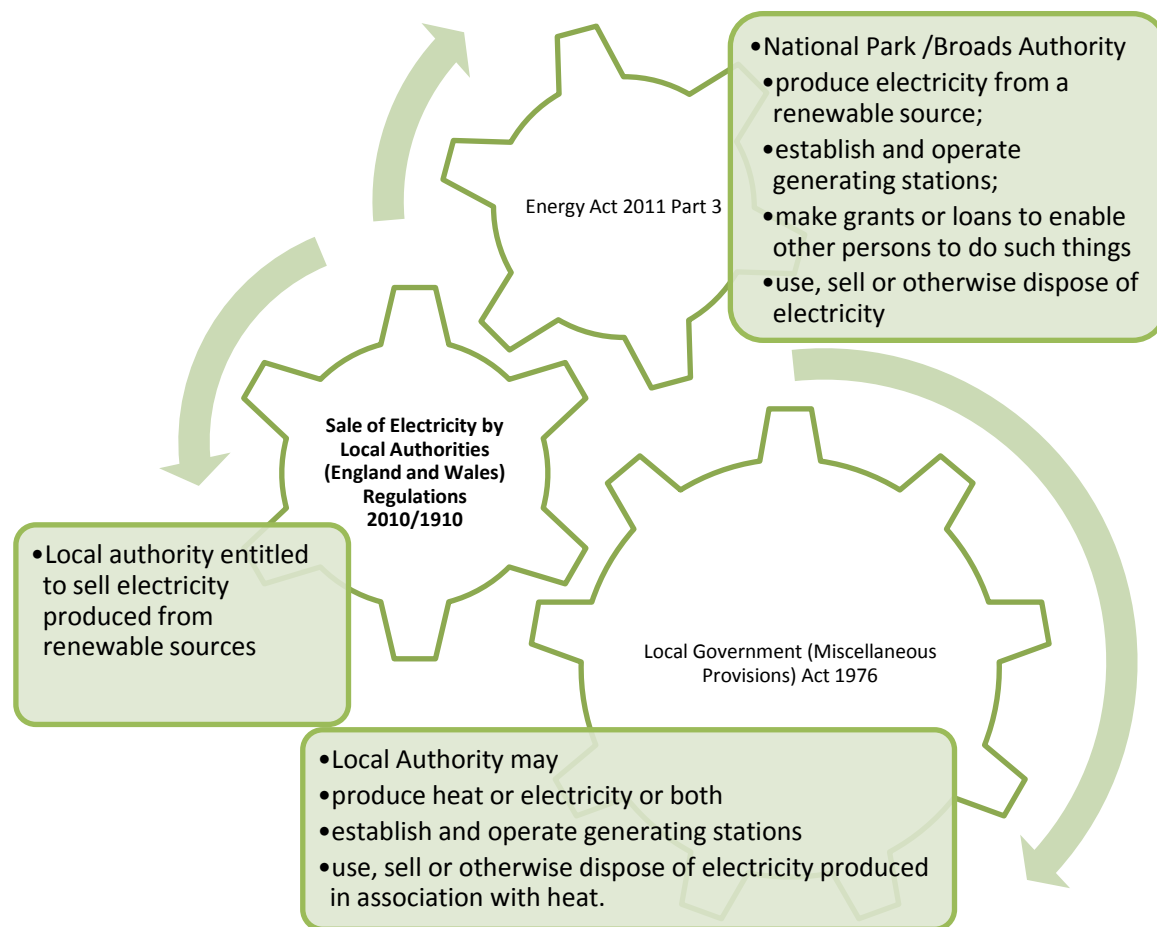 •National Park /Broads Authority
•produce electricity from a
renewable source;
•establish and operate
generating stations;
•make grants or loans to enable
other persons to do such things
•use, sell or otherwise dispose of
electricity
Energy Act 2011 Part 3
Sale of Electricity by
Local Authorities
(England and Wales)
Regulations
2010/1910
•Local authority entitled
to sell electricity
produced from
renewable sources
Local Government (Miscellaneous
Provisions) Act 1976
•Local Authority may
•produce heat or electricity or both
•establish and operate generating stations
•use, sell or otherwise dispose of electricity produced
in association with heat.